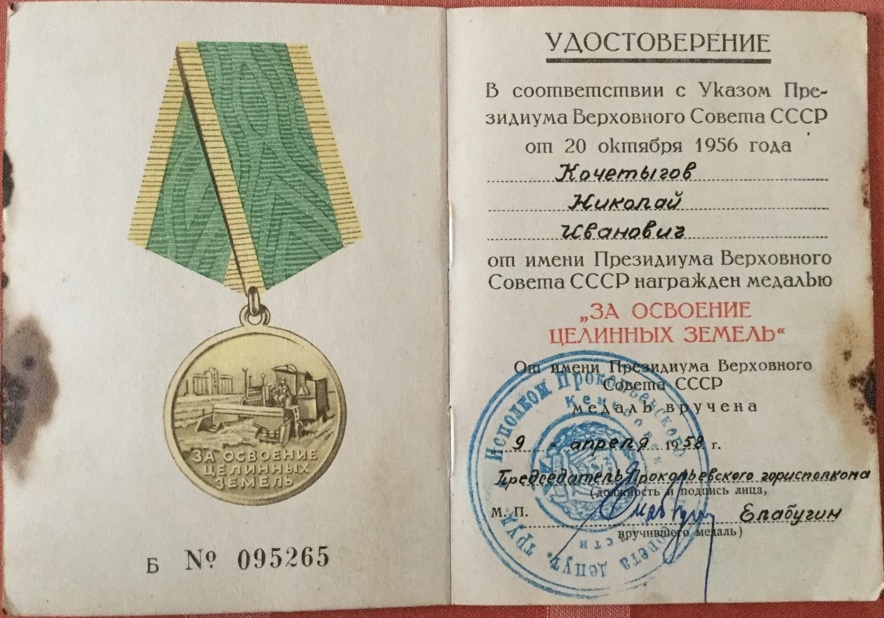 ЗА ОСВОЕНИЕ
ЦЕЛИННЫХ
ЗЕМЕЛЬ
Б № 095265
УДОСТОВЕРЕНИЕ
В соответствии с Указом Пре-
зидиума Верховного Совета СССР
от 20 октября 1956 года
Кочетыгов
Николай
Иванович
от имени Президиума Верховного
Совета СССР награжден медалью
„ЗА ОСВОЕНИЕ
ЦЕЛИННЫХ ЗЕМЕЛЬ“
От имени Президиума Верховного
Совета СССР
медаль вручена
9 апреля 1958 г.
Председатель Прокопьевского горисполкома
(должность и подпись лица,
М. П. Елабугин
вручившего медаль)
Исполком Прокопьевского